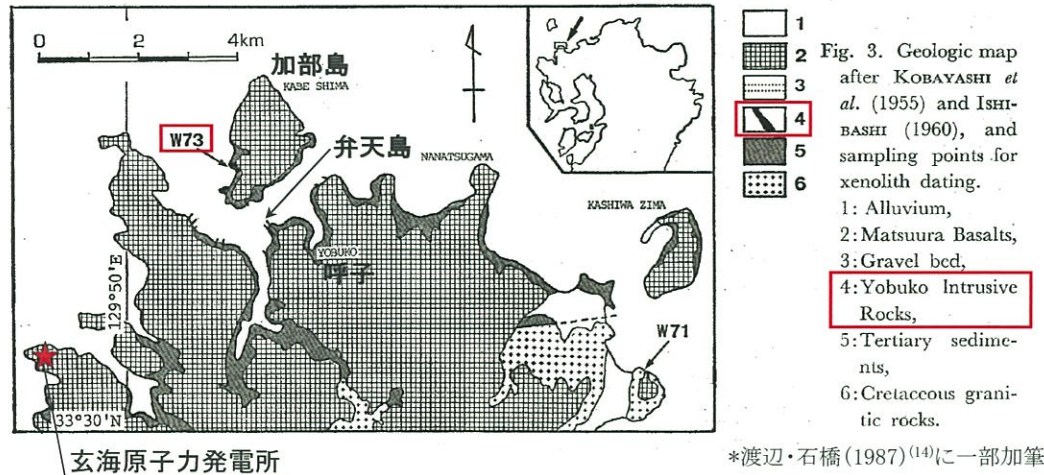 0 2 4km
加部島
KABE SHIMA
W73
弁天島
NANATSUGAMA
KASHIWA ZIMA
YOBUKO
呼子
129°50'E
W71
33°30'N
玄海原子力発電所
1
2
3
4
5
6
Fig. 3. Geologic map
after KOBAYASHI et
al. (1955) and ISHI-
BASHI (1960), and
sampling points for
xenolith dating.
1: Alluvium,
2: Matsuura Basalts,
3: Gravel bed,
4: Yobuko Intrusive
Rocks,
5: Tertiary sedime-
nts,
6: Cretaceous grani-
tic rocks.
*渡辺・石橋(1987)(14)に一部加筆